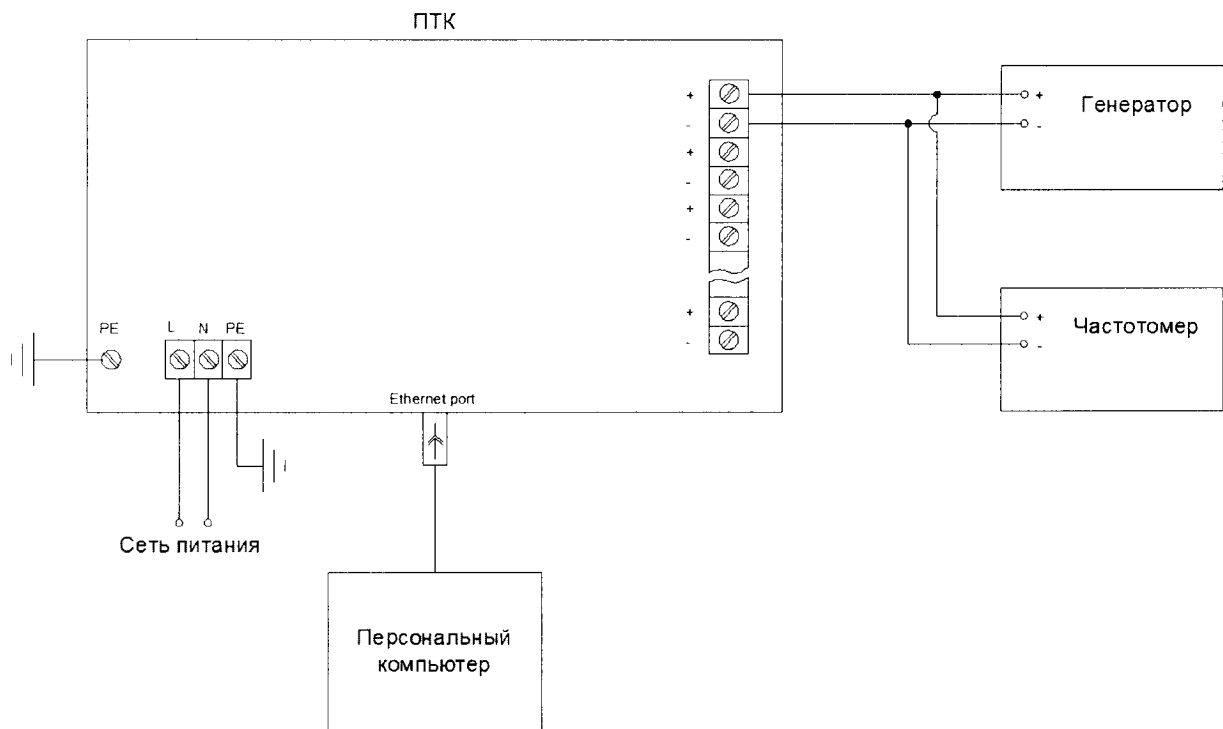 ПТК
+
-
+
-
+
-
+
-
+
-
Генератор
+
-
Частотомер
PE
L N PE
Ethernet port
Сеть питания
Персональный
компьютер